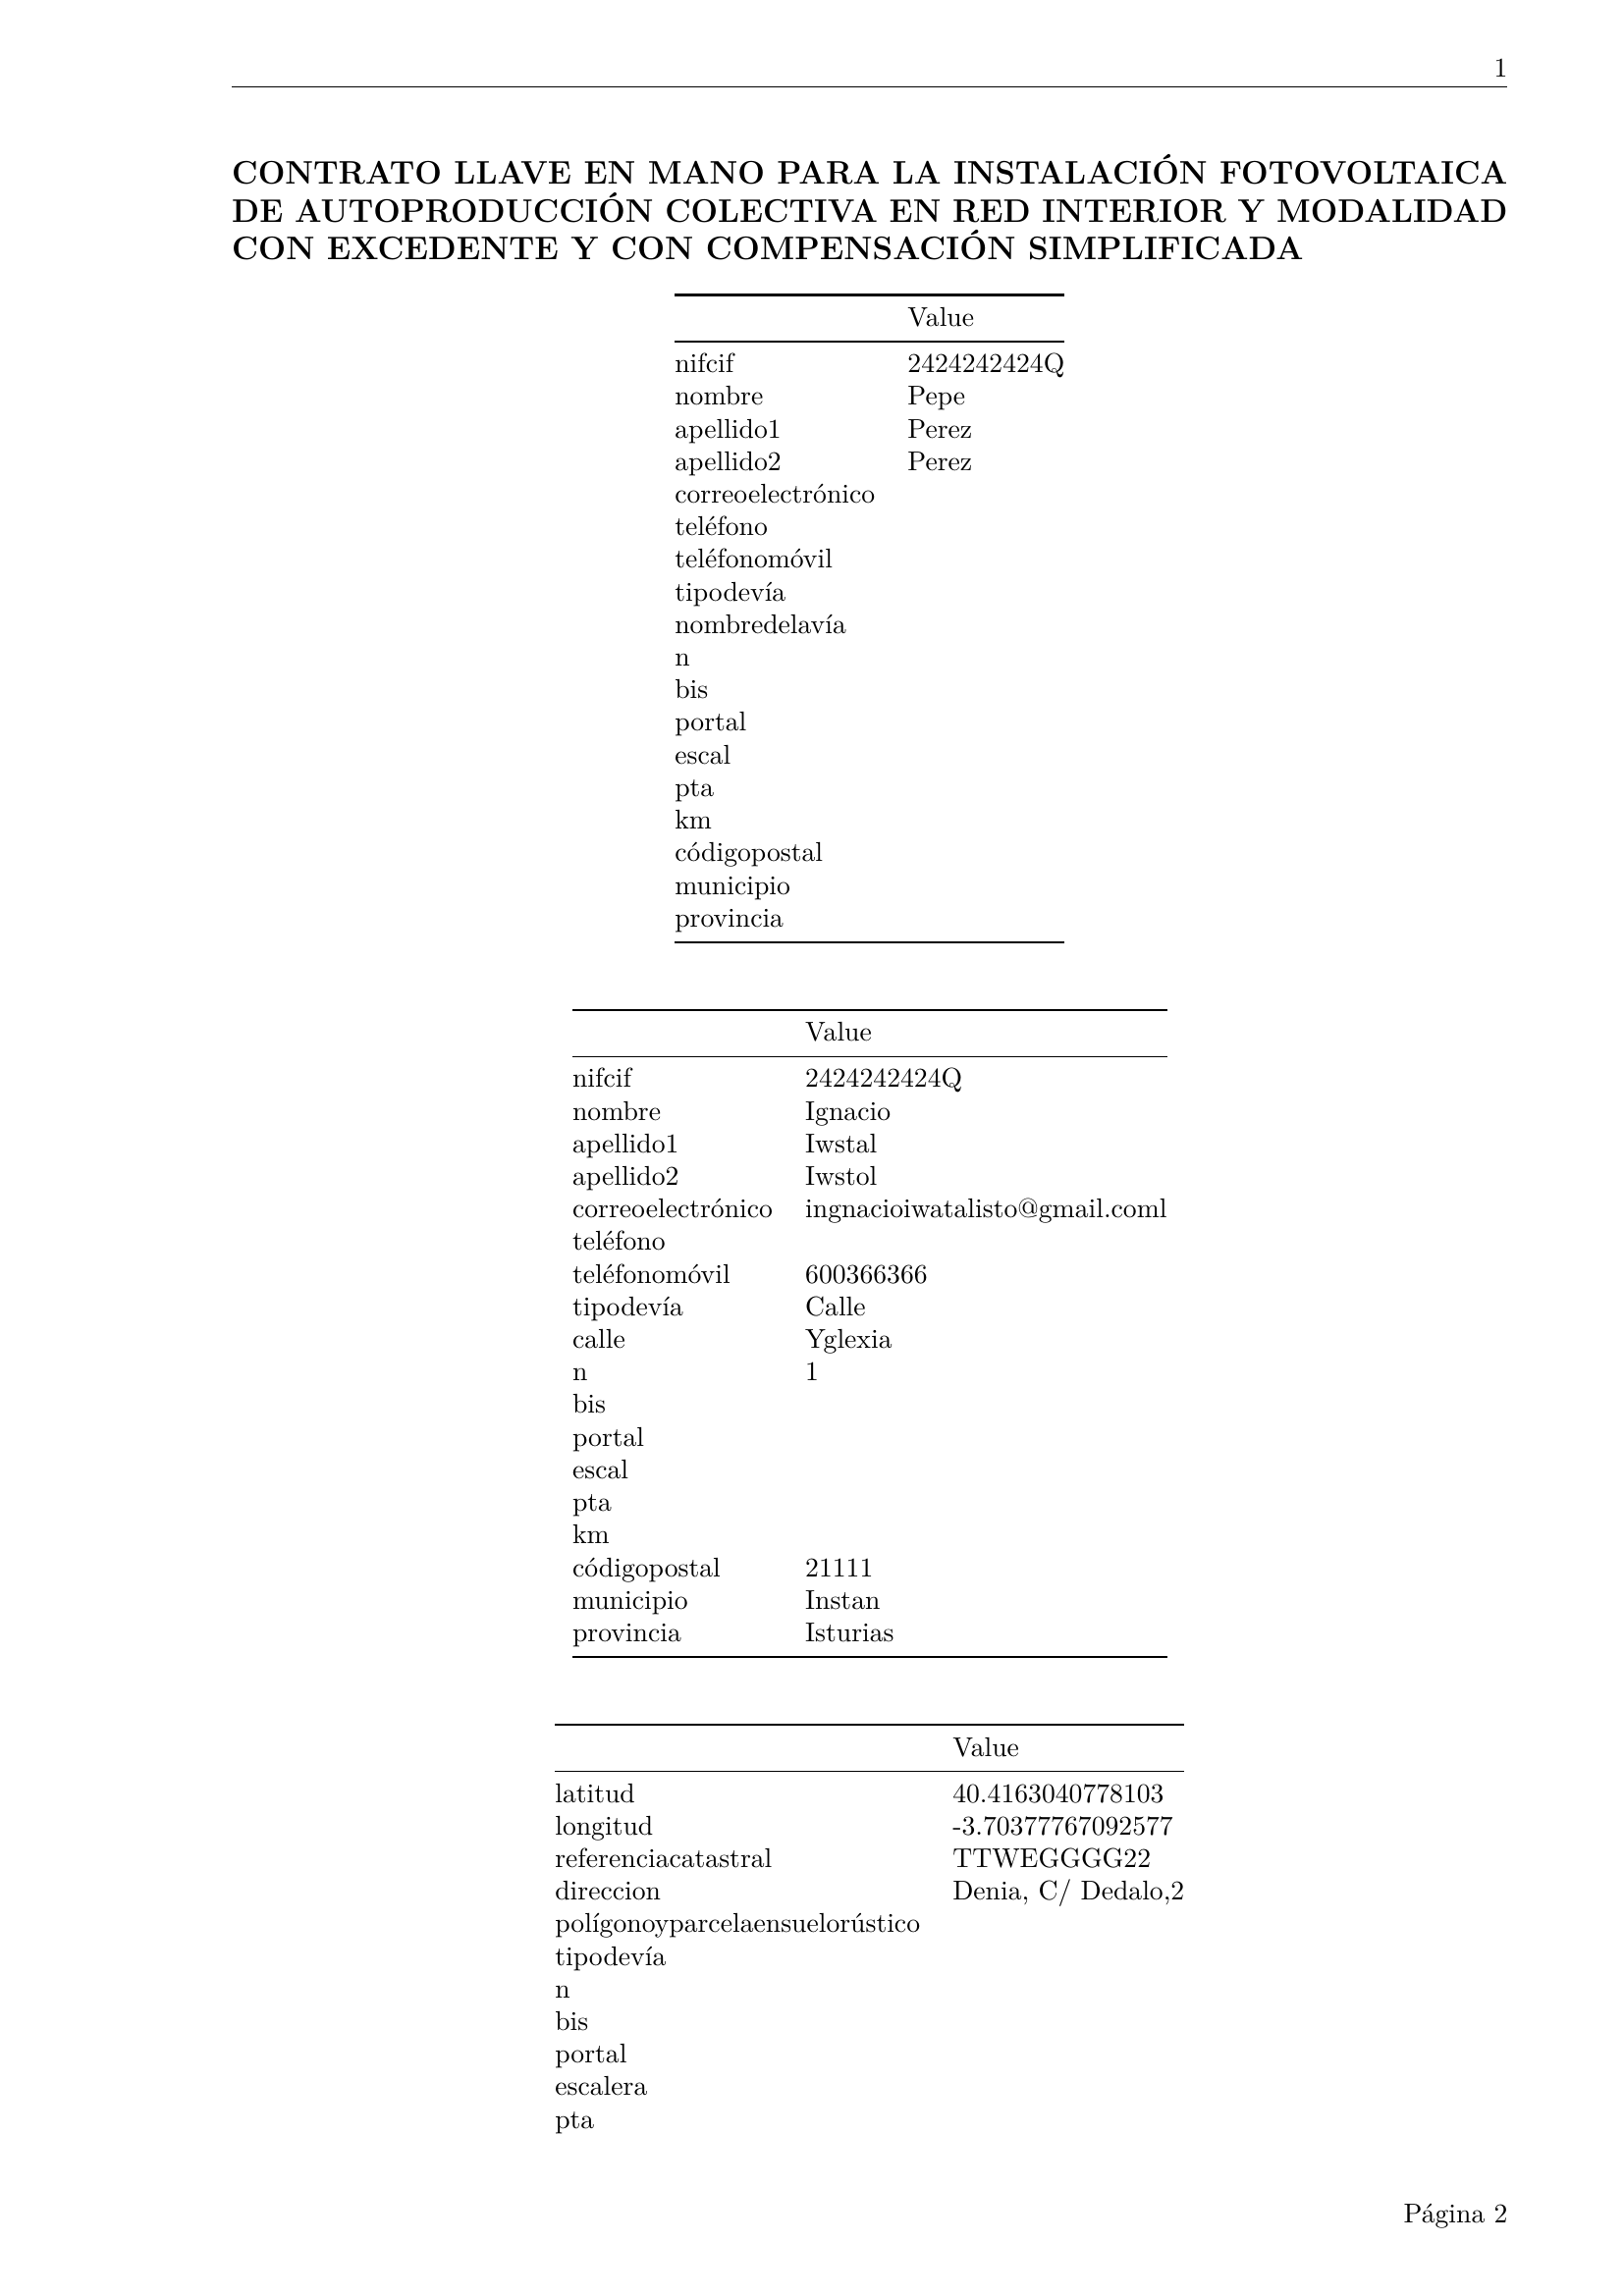 1
CONTRATO LLAVE EN MANO PARA LA INSTALACIÓN FOTOVOLTAICA
DE AUTOPRODUCCIÓN COLECTIVA EN RED INTERIOR Y MODALIDAD
CON EXCEDENTE Y CON COMPENSACIÓN SIMPLIFICADA
Value
nifcif 2424242424Q
nombre Pepe
apellido1 Perez
apellido2 Perez
correoelectrónico
teléfono
teléfonomóvil
tipodevía
nombredelavía
n
bis
portal
escal
pta
km
códigopostal
municipio
provincia
Value
nifcif 2424242424Q
nombre Ignacio
apellido1 Iwstal
apellido2 Iwstol
correoelectrónico ingnacioiwatalisto@gmail.coml
teléfono
teléfonomóvil 600366366
tipodevía Calle
calle Yglexia
n 1
bis
portal
escal
pta
km
códigopostal 21111
municipio Instan
provincia Isturias
Value
latitud 40.4163040778103
longitud -3.70377767092577
referenciacatastral TTWEGGGG22
direccion Denia, C/ Dedalo,2
polígonoyparcelaensuelorústico
tipodevía
n
bis
portal
escalera
pta
Página 2